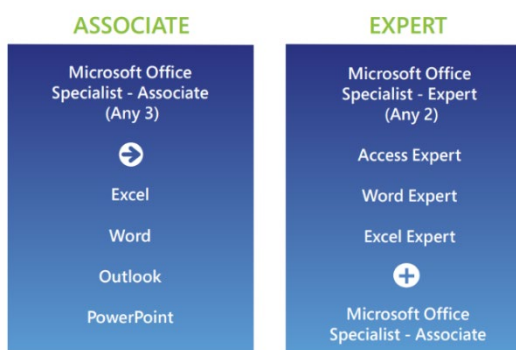 ASSOCIATE
Microsoft Office
Specialist - Associate
(Any 3)
Excel
Word
Outlook
PowerPoint
EXPERT
Microsoft Office
Specialist - Expert
(Any 2)
Access Expert
Word Expert
Excel Expert
Microsoft Office
Specialist - Associate